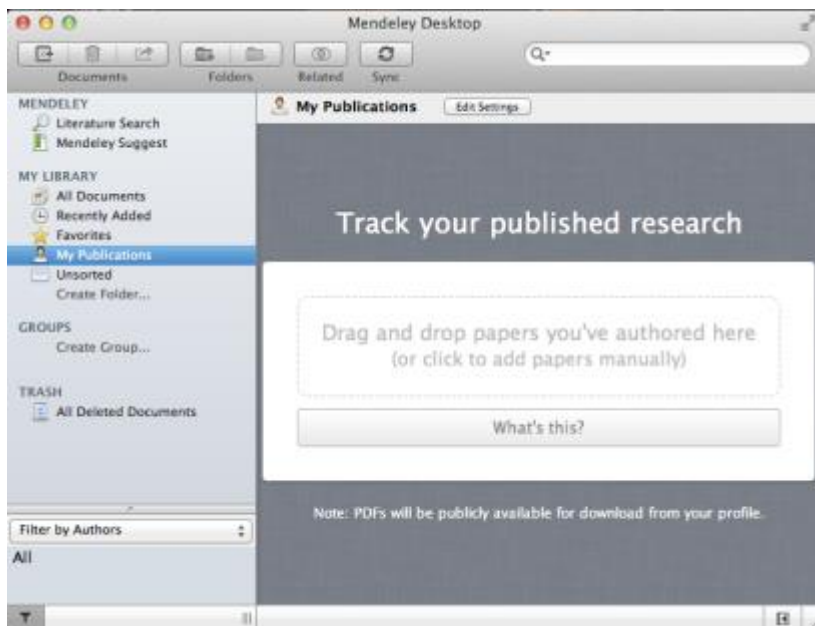 Mendeley Desktop
Documents Folders Related Sync
MENDELEY
Literature Search
Mendeley Suggest
MY LIBRARY
All Documents
Recently Added
Favorites
My Publications
Unsorted
Create Folder...
GROUPS
Create Group...
TRASH
All Deleted Documents
Filter by Authors
All
My Publications Edit Settings
Track your published research
Drag and drop papers you've authored here
(or click to add papers manually)
What's this?
Note: PDFs will be publicly available for download from your profile.